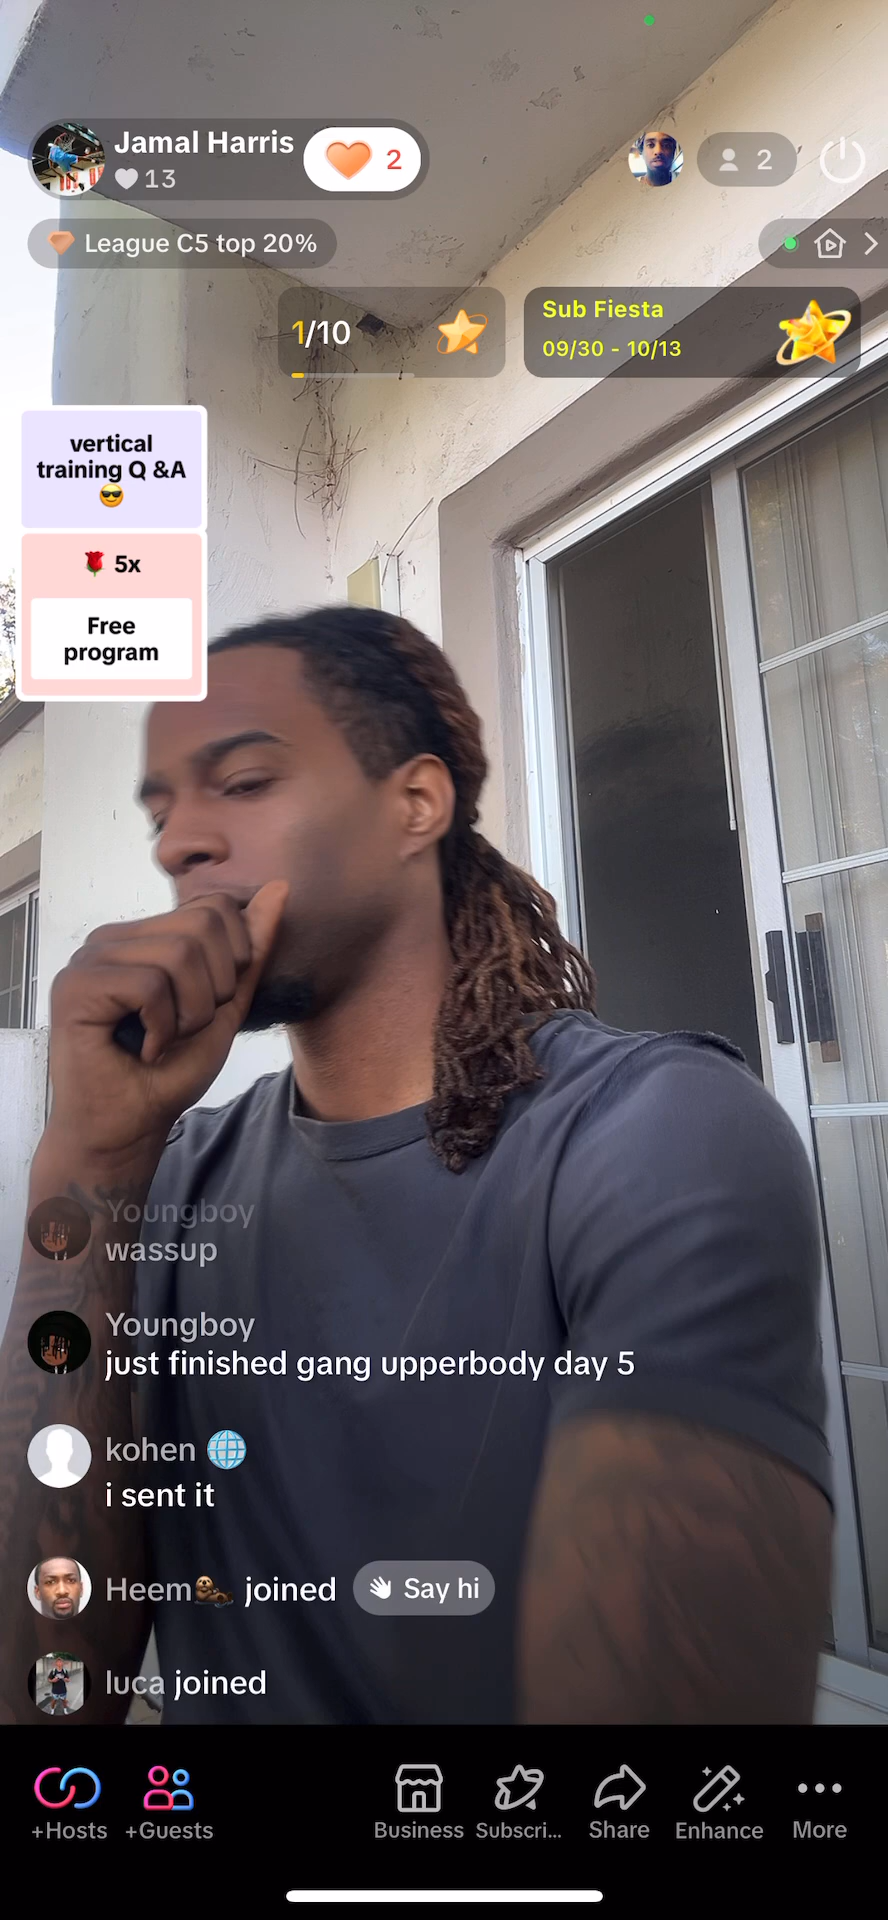 Jamal Harris
13
2
2
League C5 top 20%
1/10
Sub Fiesta
09/30 - 10/13
vertical
training Q &A
😎
🌹 5x
Free
program
Youngboy
wassup
Youngboy
just finished gang upperbody day 5
kohen 🌐
i sent it
Heem🦦 joined
👋 Say hi
luca joined
+Hosts
+Guests
Business
Subscri...
Share
Enhance
More